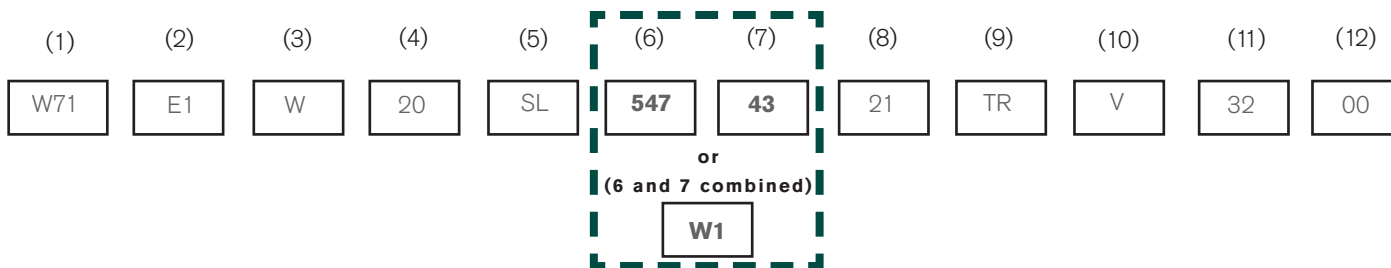 (1) (2) (3) (4) (5) (6) (7) (8) (9) (10) (11) (12)
W71 E1 W 20 SL 547 43 21 TR V 32 00
or
(6 and 7 combined)
W1